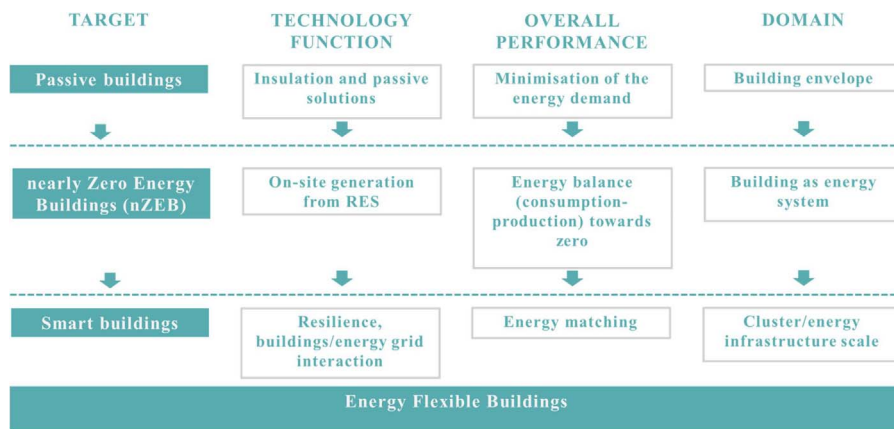 TARGET
TECHNOLOGY
FUNCTION
OVERALL
PERFORMANCE
DOMAIN
Passive buildings
Insulation and passive
solutions
Minimisation of the
energy demand
Building envelope
nearly Zero Energy
Buildings (nZEB)
On-site generation
from RES
Energy balance
(consumption-
production) towards
zero
Building as energy
system
Smart buildings
Resilience,
buildings/energy grid
interaction
Energy matching
Cluster/energy
infrastructure scale
Energy Flexible Buildings